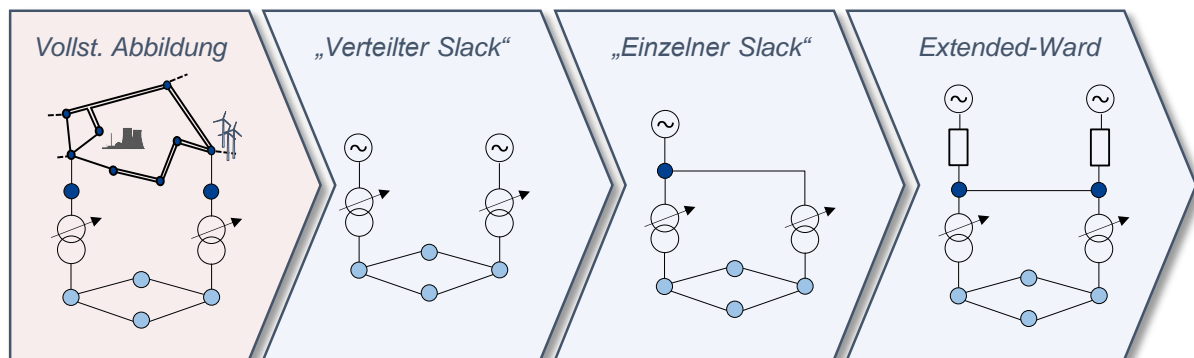 Vollst. Abbildung
„Verteilter Slack“
„Einzelner Slack“
Extended-Ward
~
~
~
~
~